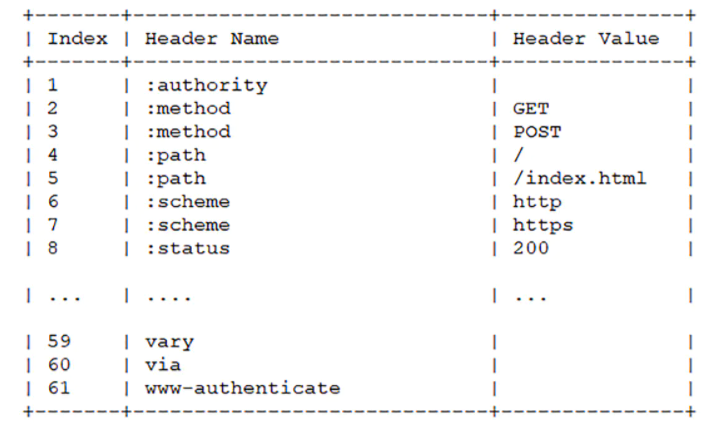 +-------+-----------------------------+---------------+
| Index | Header Name                 | Header Value  |
+-------+-----------------------------+---------------+
| 1     | :authority                  |               |
| 2     | :method                     | GET           |
| 3     | :method                     | POST          |
| 4     | :path                       | /             |
| 5     | :path                       | /index.html   |
| 6     | :scheme                     | http          |
| 7     | :scheme                     | https         |
| 8     | :status                     | 200           |
| ...   | ....                        | ...           |
| 59    | vary                        |               |
| 60    | via                         |               |
| 61    | www-authenticate            |               |
+-------+-----------------------------+---------------+